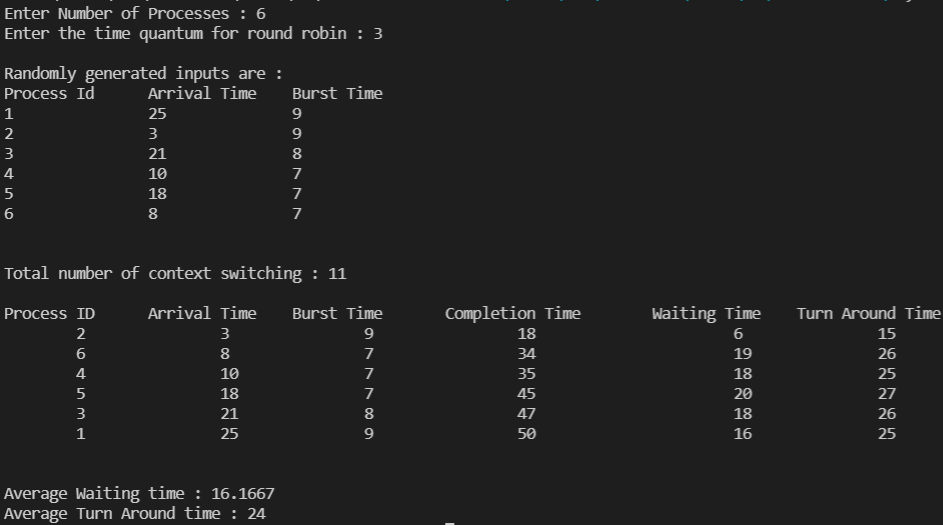 Enter Number of Processes : 6
Enter the time quantum for round robin : 3
Randomly generated inputs are :
Process Id Arrival Time Burst Time
1 25 9
2 3 9
3 21 8
4 10 7
5 18 7
6 8 7
Total number of context switching : 11
Process ID Arrival Time Burst Time Completion Time Waiting Time Turn Around Time
2 3 9 18 6 15
6 8 7 34 19 26
4 10 7 35 18 25
5 18 7 45 20 27
3 21 8 47 18 26
1 25 9 50 16 25
Average Waiting time : 16.1667
Average Turn Around time : 24